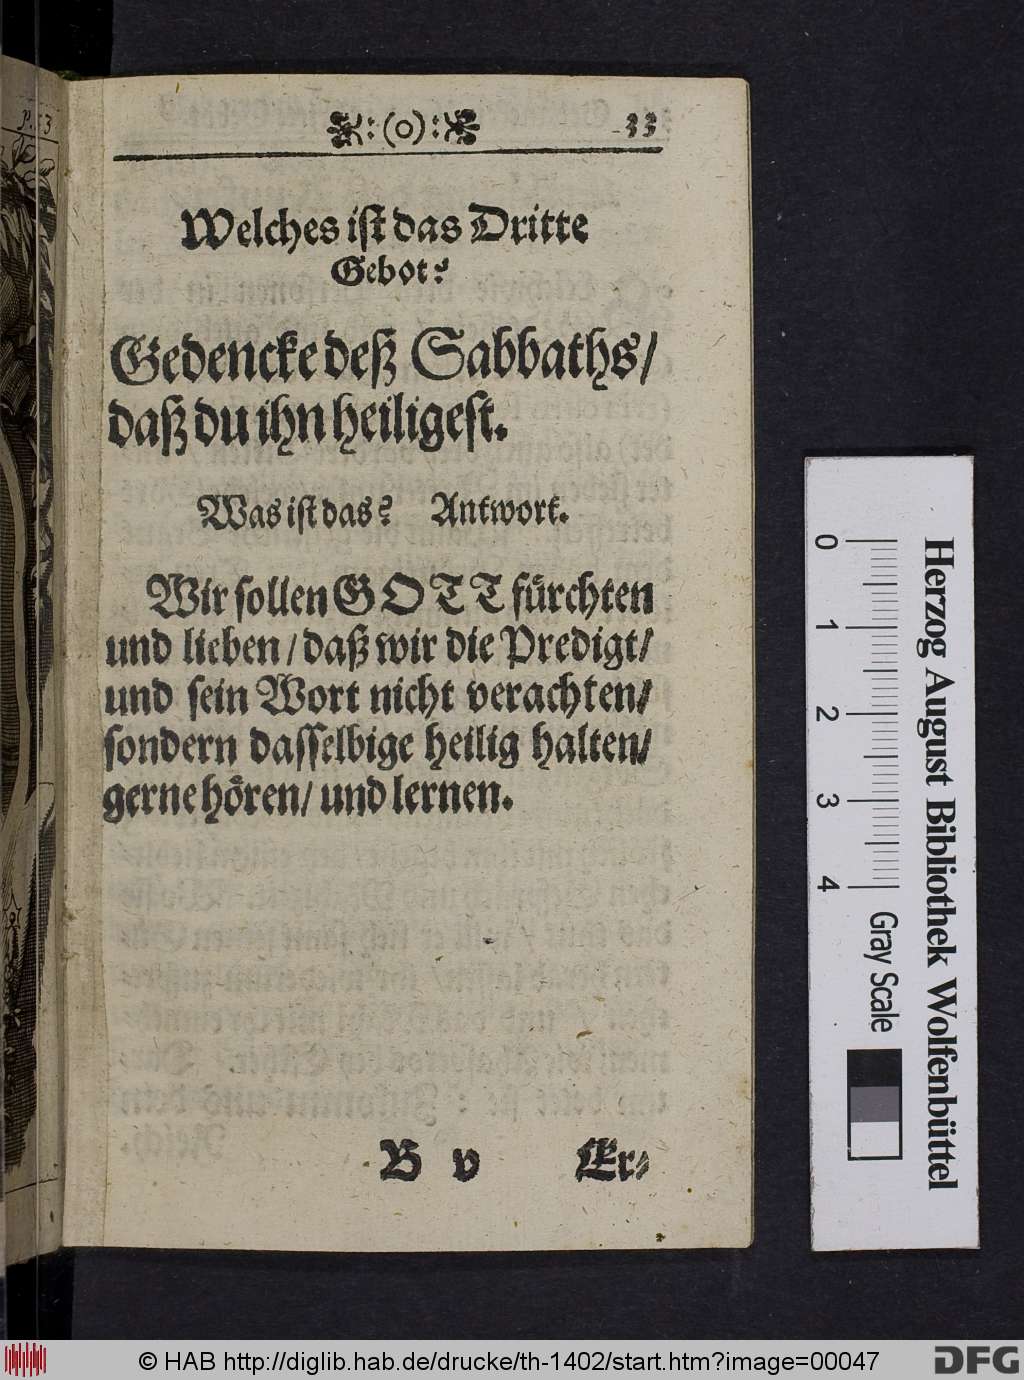 P. 33
:(o): 33
Welches ist das Dritte
Gebot?
Gedencke deß Sabbaths/
daß du ihn heiligest.
Was ist das? Antwort.
Wir sollen GOTT fürchten
und lieben/ daß wir die Predigt/
und sein Wort nicht verachten/
sondern dasselbige heilig halten/
gerne hören/ und lernen.
B v Er-
0 1 2 3 4 Gray Scale
Herzog August Bibliothek Wolfenbüttel
© HAB http://diglib.hab.de/drucke/th-1402/start.htm?image=00047
DFG